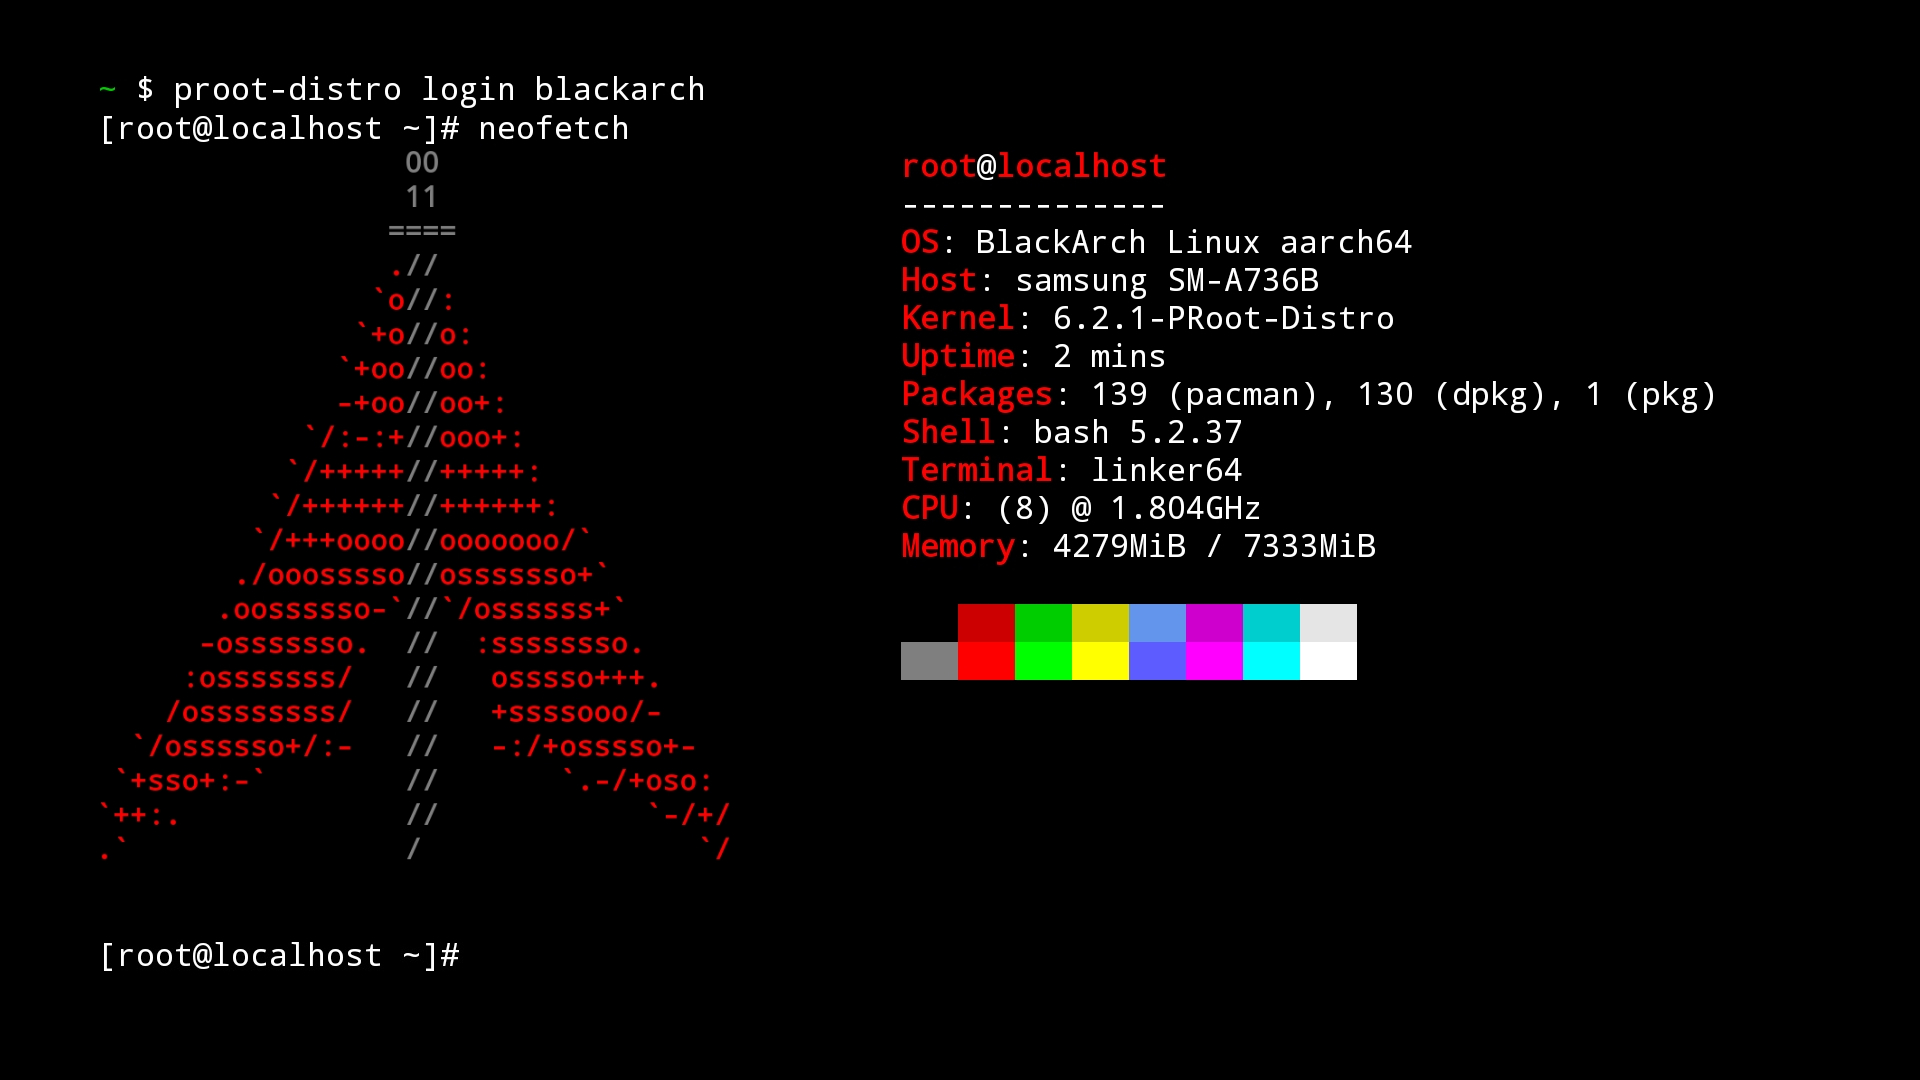 ~ $ proot-distro login blackarch
[root@localhost ~]# neofetch
                  00
                  11
                 ====
                 .//
                `o//:
               `+o//o:
              `+oo//oo:
              -+oo//oo+:
            `/:-:+//ooo+:
           `/+++++//+++++:
          `/++++++//++++++:
         `/+++oooo//ooooooo/`
        ./ooosssso//osssssso+`
       .oossssso-`//`/ossssss+`
      -osssssso.  //  :ssssssso.
     :osssssss/   //   osssso+++.
    /ossssssss/   //   +ssssooo/-
  `/ossssso+/:-   //   -:/+osssso+-
 `+sso+:-`        //       `.-/+oso:
`++:.             //            `-/+/
.`                /                `/
root@localhost
--------------
OS: BlackArch Linux aarch64
Host: samsung SM-A736B
Kernel: 6.2.1-PRoot-Distro
Uptime: 2 mins
Packages: 139 (pacman), 130 (dpkg), 1 (pkg)
Shell: bash 5.2.37
Terminal: linker64
CPU: (8) @ 1.804GHz
Memory: 4279MiB / 7333MiB
[root@localhost ~]#